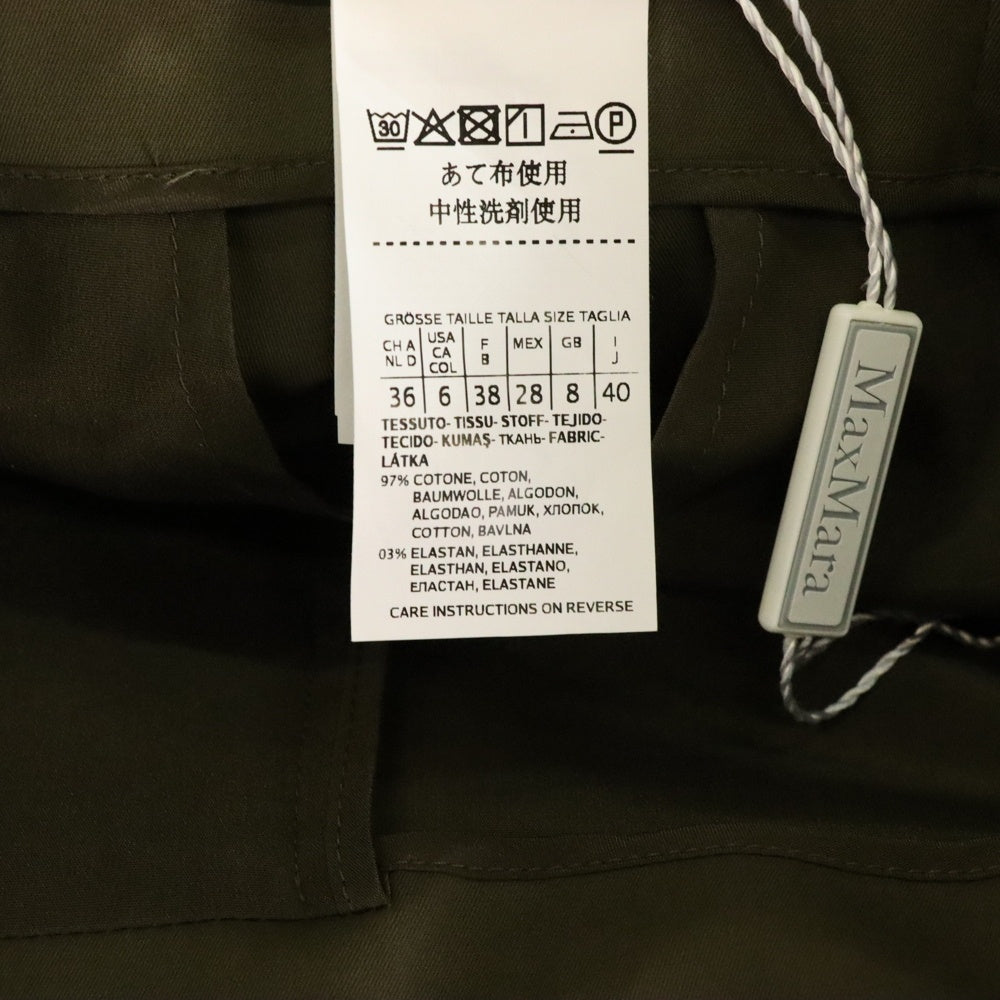 30 P
あて布使用
中性洗剤使用
GRÖSSE TAILLE TALLA SIZE TAGLIA
CH A NL D USA CA COL F B MEX GB I J
36 6 38 28 8 40
TESSUTO- TISSU- STOFF- TEJIDO-
TECIDO- KUMAŞ- ТКАНЬ- FABRIC-
LÁTKA
97% COTONE, COTON,
BAUMWOLLE, ALGODON,
ALGODAO, PAMUK, ХЛОПОК,
COTTON, BAVLNA
03% ELASTAN, ELASTHANNE,
ELASTHAN, ELASTANO,
ЕЛАСТАН, ELASTANE
CARE INSTRUCTIONS ON REVERSE
MaxMara